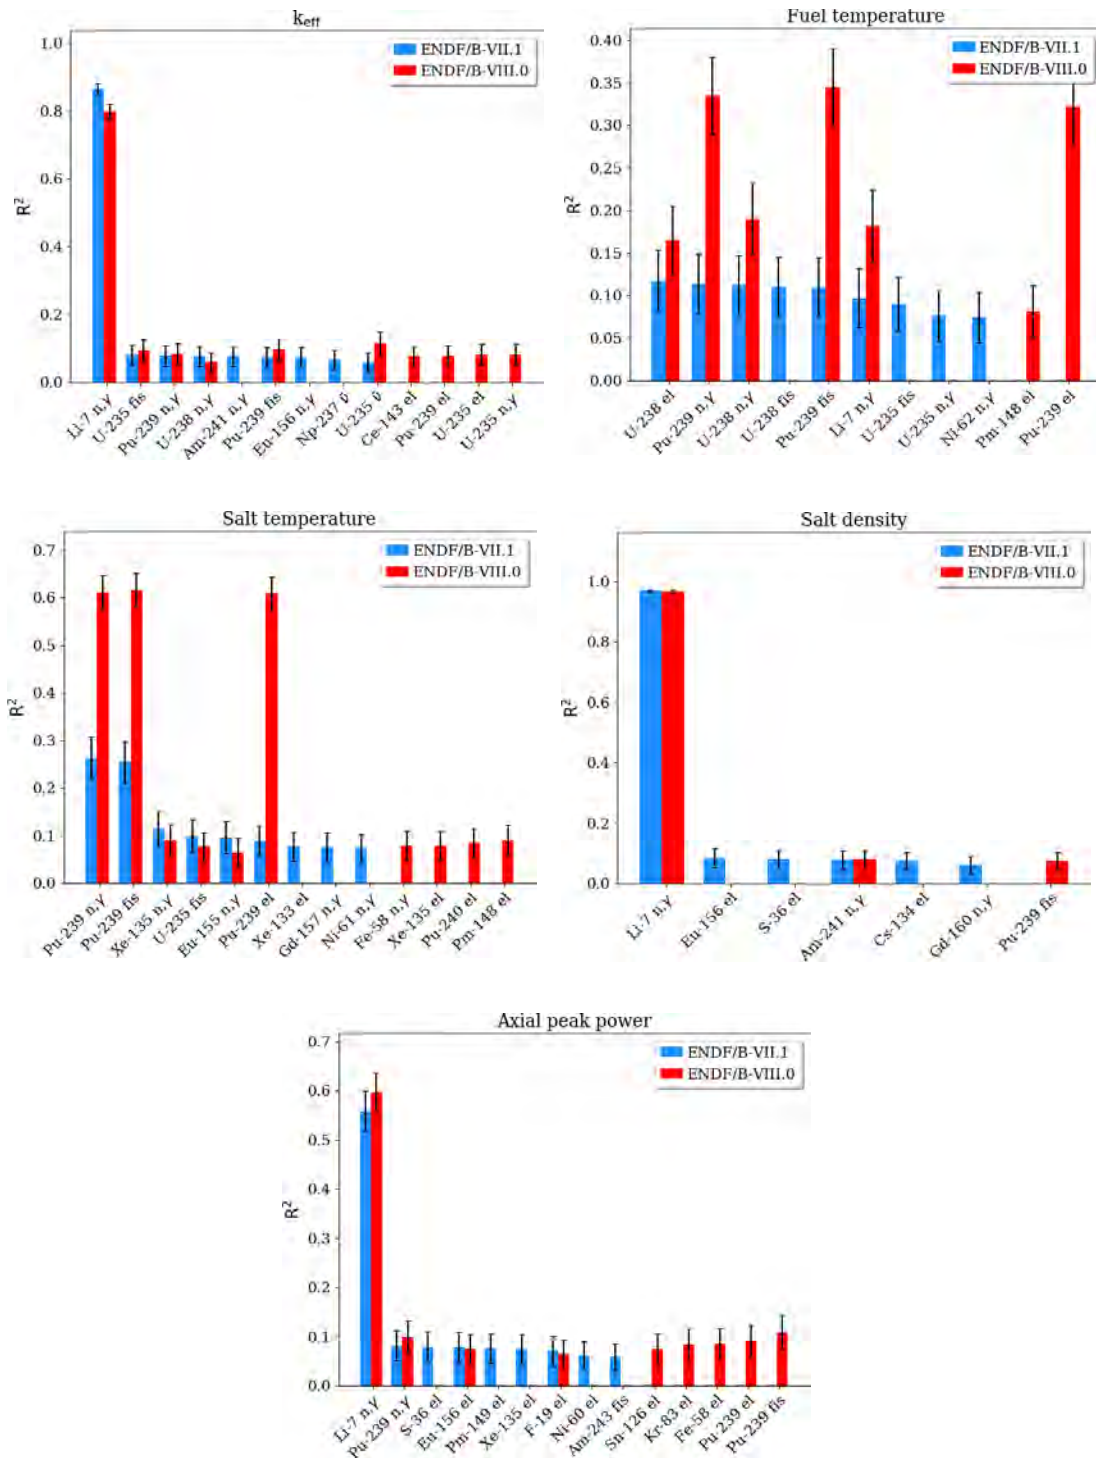 k_eff
1.0
0.8
0.6
0.4
0.2
0.0
R²
ENDF/B-VII.1
ENDF/B-VIII.0
Li-7 n,γ
U-235 fis
Pu-239 n,γ
U-238 n,γ
Am-241 n,γ
Pu-239 fis
Eu-156 n,γ
Np-237 ν̄
U-235 ν̄
Ce-143 el
Pu-239 el
U-235 el
U-235 n,γ
Fuel temperature
0.40
0.35
0.30
0.25
0.20
0.15
0.10
0.05
0.00
R²
ENDF/B-VII.1
ENDF/B-VIII.0
U-238 el
Pu-239 n,γ
U-238 n,γ
U-238 fis
Pu-239 fis
Li-7 n,γ
U-235 fis
U-235 n,γ
Ni-62 n,γ
Pm-148 el
Pu-239 el
Salt temperature
0.7
0.6
0.5
0.4
0.3
0.2
0.1
0.0
R²
ENDF/B-VII.1
ENDF/B-VIII.0
Pu-239 n,γ
Pu-239 fis
Xe-135 n,γ
U-235 fis
Eu-155 n,γ
Pu-239 el
Xe-133 el
Gd-157 n,γ
Ni-61 n,γ
Fe-58 n,γ
Xe-135 el
Pu-240 el
Pm-148 el
Salt density
1.0
0.8
0.6
0.4
0.2
0.0
R²
ENDF/B-VII.1
ENDF/B-VIII.0
Li-7 n,γ
Eu-156 el
S-36 el
Am-241 n,γ
Cs-134 el
Gd-160 n,γ
Pu-239 fis
Axial peak power
0.7
0.6
0.5
0.4
0.3
0.2
0.1
0.0
R²
ENDF/B-VII.1
ENDF/B-VIII.0
Li-7 n,γ
Pu-239 n,γ
S-36 el
Eu-156 el
Pm-149 el
Xe-135 el
F-19 el
Ni-60 el
Am-243 fis
Sn-126 el
Kr-83 el
Fe-58 el
Pu-239 el
Pu-239 fis